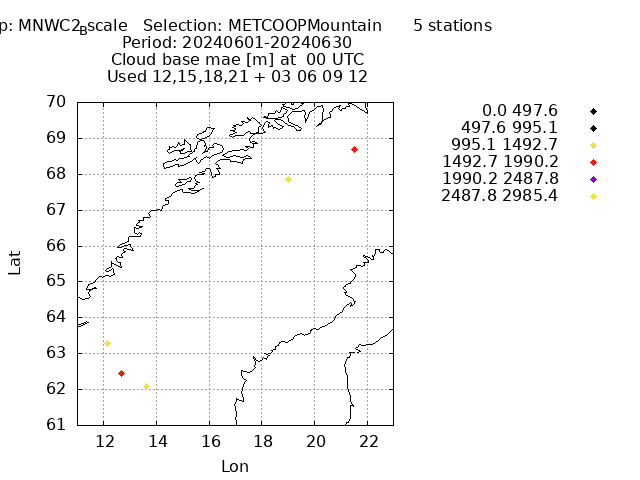 p: MNWC2Bscale Selection: METCOOPMountain 5 stations
Period: 20240601-20240630
Cloud base mae [m] at 00 UTC
Used 12,15,18,21 + 03 06 09 12
70
69
68
67
66
65
64
63
62
61
Lat
12 14 16 18 20 22
Lon
0.0 497.6
497.6 995.1
995.1 1492.7
1492.7 1990.2
1990.2 2487.8
2487.8 2985.4